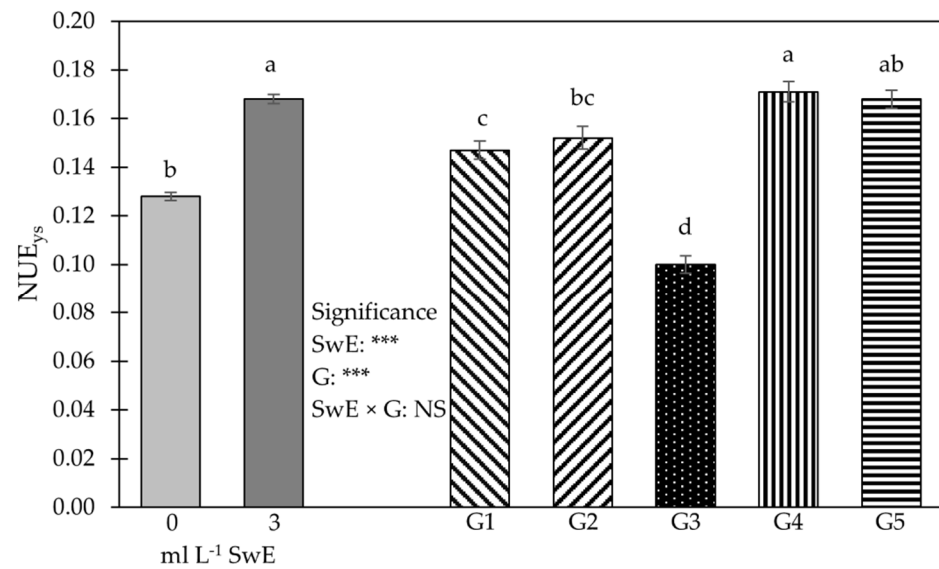 0.20
0.18
0.16
0.14
0.12
0.10
0.08
0.06
0.04
0.02
0.00
NUEys
b
a
c
bc
d
a
ab
Significance
SwE: ***
G: ***
SwE × G: NS
0 3 G1 G2 G3 G4 G5
ml L-1 SwE